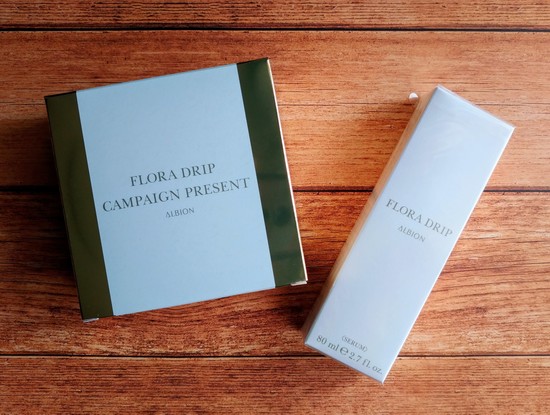 FLORA DRIP
CAMPAIGN PRESENT
ALBION
FLORA DRIP
ALBION
(SERUM)
80 ml ℮ 2.7 fl. oz.